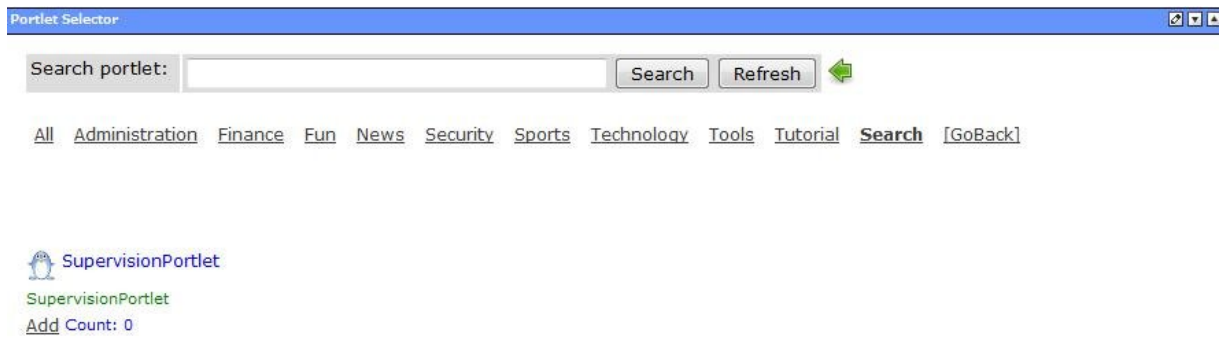 Portlet Selector
Search portlet: Search Refresh
All Administration Finance Fun News Security Sports Technology Tools Tutorial Search [GoBack]
SupervisionPortlet
SupervisionPortlet
Add Count: 0